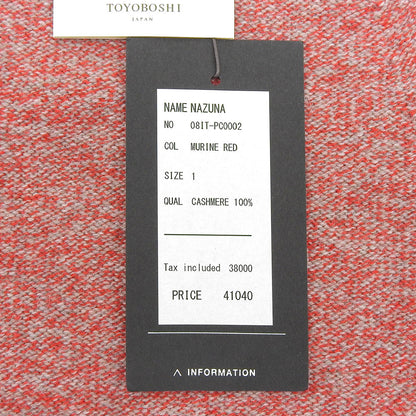 TOYOBOSHI
JAPAN
NAME NAZUNA
NO 08IT-PC0002
COL MURINE RED
SIZE 1
QUAL CASHMERE 100%
Tax included 38000
PRICE 41040
Λ INFORMATION